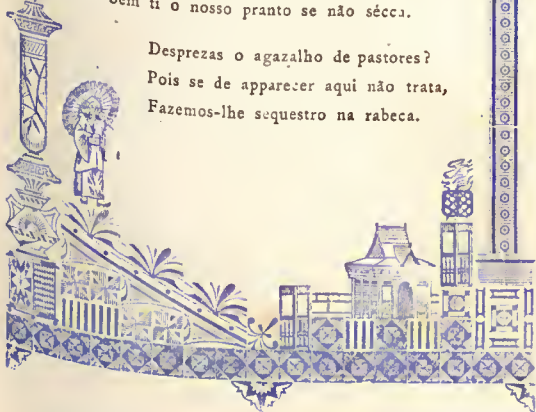 ti o nosso pranto se não sécca.
Desprezas o agazalho de pastores?
Pois se de apparecer aqui não trata,
Fazemos-lhe sequestro na rabeca.